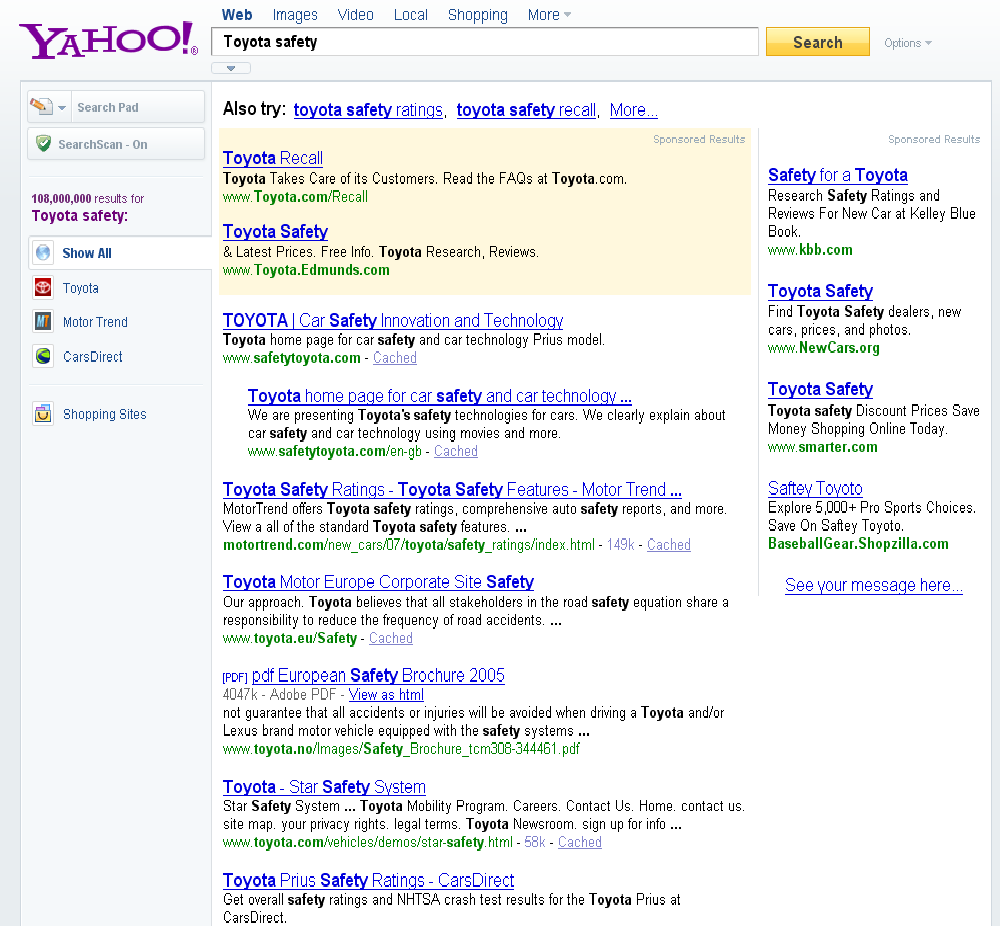 Web Images Video Local Shopping More
YAHOO!®
Toyota safety
Search
Options
Search Pad
SearchScan - On
108,000,000 results for
Toyota safety:
Show All
Toyota
Motor Trend
CarsDirect
Shopping Sites
Also try: toyota safety ratings, toyota safety recall, More...
Sponsored Results
Toyota Recall
Toyota Takes Care of its Customers. Read the FAQs at Toyota.com.
www.Toyota.com/Recall
Toyota Safety
& Latest Prices. Free Info. Toyota Research, Reviews.
www.Toyota.Edmunds.com
TOYOTA | Car Safety Innovation and Technology
Toyota home page for car safety and car technology Prius model.
www.safetytoyota.com - Cached
Toyota home page for car safety and car technology ...
We are presenting Toyota's safety technologies for cars. We clearly explain about
car safety and car technology using movies and more.
www.safetytoyota.com/en-gb - Cached
Toyota Safety Ratings - Toyota Safety Features - Motor Trend ...
MotorTrend offers Toyota safety ratings, comprehensive auto safety reports, and more.
View a all of the standard Toyota safety features. ...
motortrend.com/new_cars/07/toyota/safety_ratings/index.html - 149k - Cached
Toyota Motor Europe Corporate Site Safety
Our approach. Toyota believes that all stakeholders in the road safety equation share a
responsibility to reduce the frequency of road accidents. ...
www.toyota.eu/Safety - Cached
[PDF] pdf European Safety Brochure 2005
4047k - Adobe PDF - View as html
not guarantee that all accidents or injuries will be avoided when driving a Toyota and/or
Lexus brand motor vehicle equipped with the safety systems ...
www.toyota.no/Images/Safety_Brochure_tcm308-344461.pdf
Toyota - Star Safety System
Star Safety System ... Toyota Mobility Program. Careers. Contact Us. Home. contact us.
site map. your privacy rights. legal terms. Toyota Newsroom. sign up for info ...
www.toyota.com/vehicles/demos/star-safety.html - 58k - Cached
Toyota Prius Safety Ratings - CarsDirect
Get overall safety ratings and NHTSA crash test results for the Toyota Prius at
CarsDirect.
Sponsored Results
Safety for a Toyota
Research Safety Ratings and
Reviews For New Car at Kelley Blue
Book.
www.kbb.com
Toyota Safety
Find Toyota Safety dealers, new
cars, prices, and photos.
www.NewCars.org
Toyota Safety
Toyota safety Discount Prices Save
Money Shopping Online Today.
www.smarter.com
Saftey Toyoto
Explore 5,000+ Pro Sports Choices.
Save On Saftey Toyoto.
BaseballGear.Shopzilla.com
See your message here...